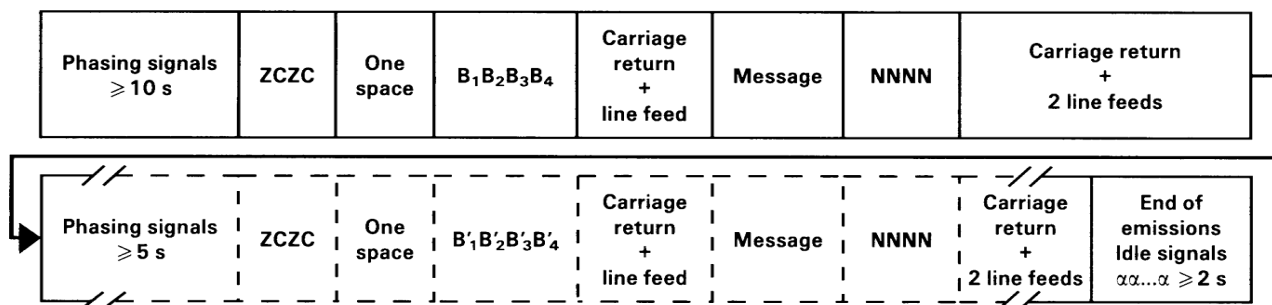 Phasing signals
⩾ 10 s
ZCZC
One
space
B₁B₂B₃B₄
Carriage
return
+
line feed
Message
NNNN
Carriage return
+
2 line feeds
Phasing signals
⩾ 5 s
ZCZC
One
space
B′₁B′₂B′₃B′₄
Carriage
return
+
line feed
Message
NNNN
Carriage
return
+
2 line feeds
End of
emissions
Idle signals
αα...α ⩾ 2 s